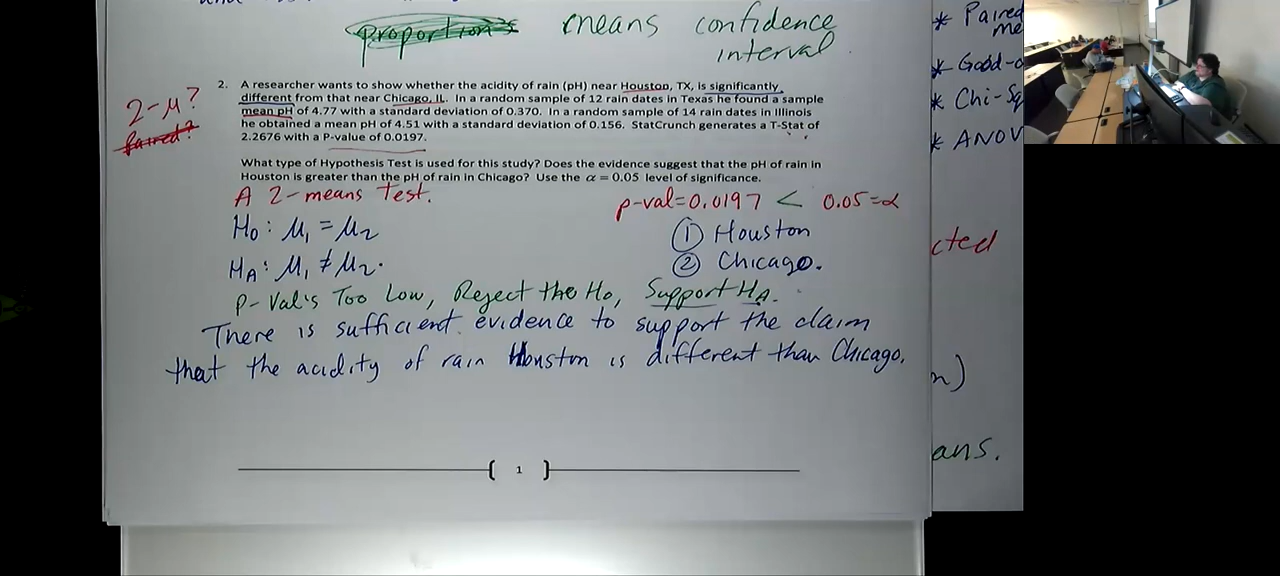 proportions means confidence
interval
2. A researcher wants to show whether the acidity of rain (pH) near Houston, TX, is significantly
different from that near Chicago, IL. In a random sample of 12 rain dates in Texas he found a sample
mean pH of 4.77 with a standard deviation of 0.370. In a random sample of 14 rain dates in Illinois
he obtained a mean pH of 4.51 with a standard deviation of 0.156. StatCrunch generates a T-Stat of
2.2676 with a P-value of 0.0197.
2-μ?
Paired?
What type of Hypothesis Test is used for this study? Does the evidence suggest that the pH of rain in
Houston is greater than the pH of rain in Chicago? Use the α = 0.05 level of significance.
A 2-means Test.
p-val=0.0197 < 0.05=α
H₀: μ₁ = μ₂
① Houston
H_A: μ₁ ≠ μ₂.
② Chicago.
P-Val's Too Low, Reject the H₀, Support H_A.
There is sufficient evidence to support the claim
that the acidity of rain Houston is different than Chicago.
{ 1 }
* Paired
me
* Good-o
* Chi-Sq
* ANOV
cted
n)
ans.